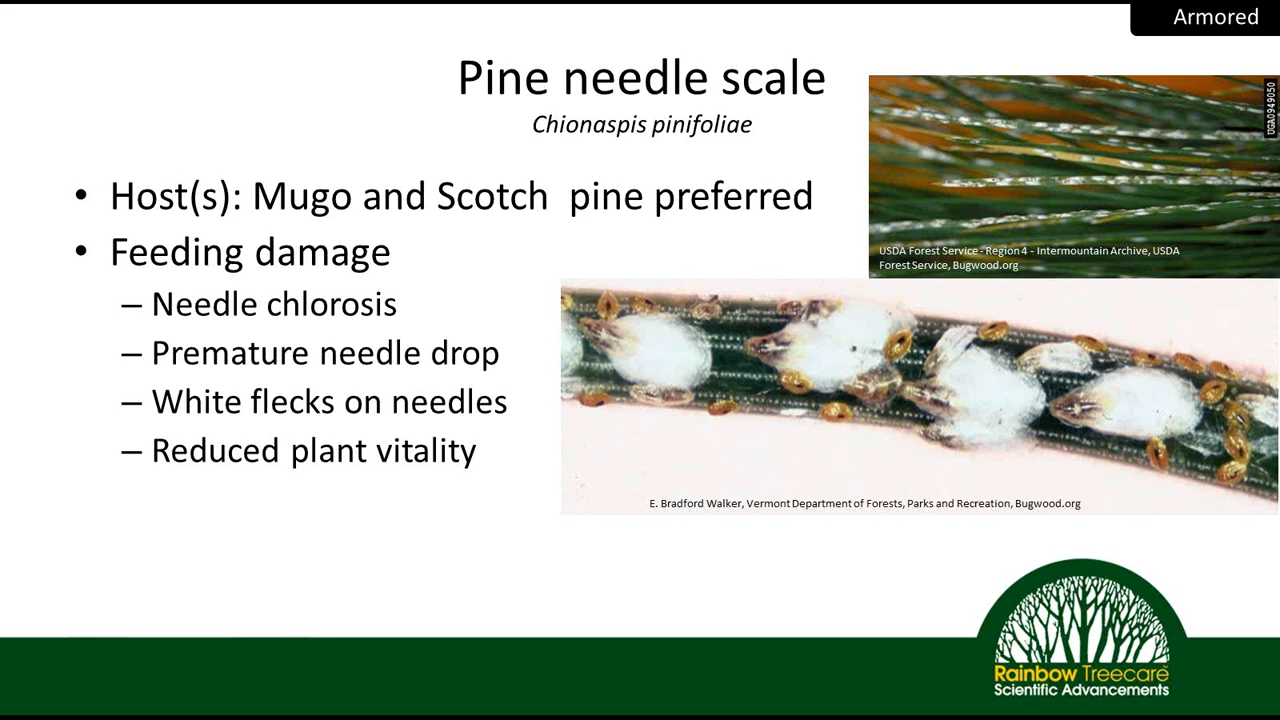 Armored
Pine needle scale
Chionaspis pinifoliae
• Host(s): Mugo and Scotch  pine preferred
• Feeding damage
– Needle chlorosis
– Premature needle drop
– White flecks on needles
– Reduced plant vitality
UGA0949050
USDA Forest Service - Region 4 - Intermountain Archive, USDA
Forest Service, Bugwood.org
E. Bradford Walker, Vermont Department of Forests, Parks and Recreation, Bugwood.org
Rainbow Treecare™
Scientific Advancements